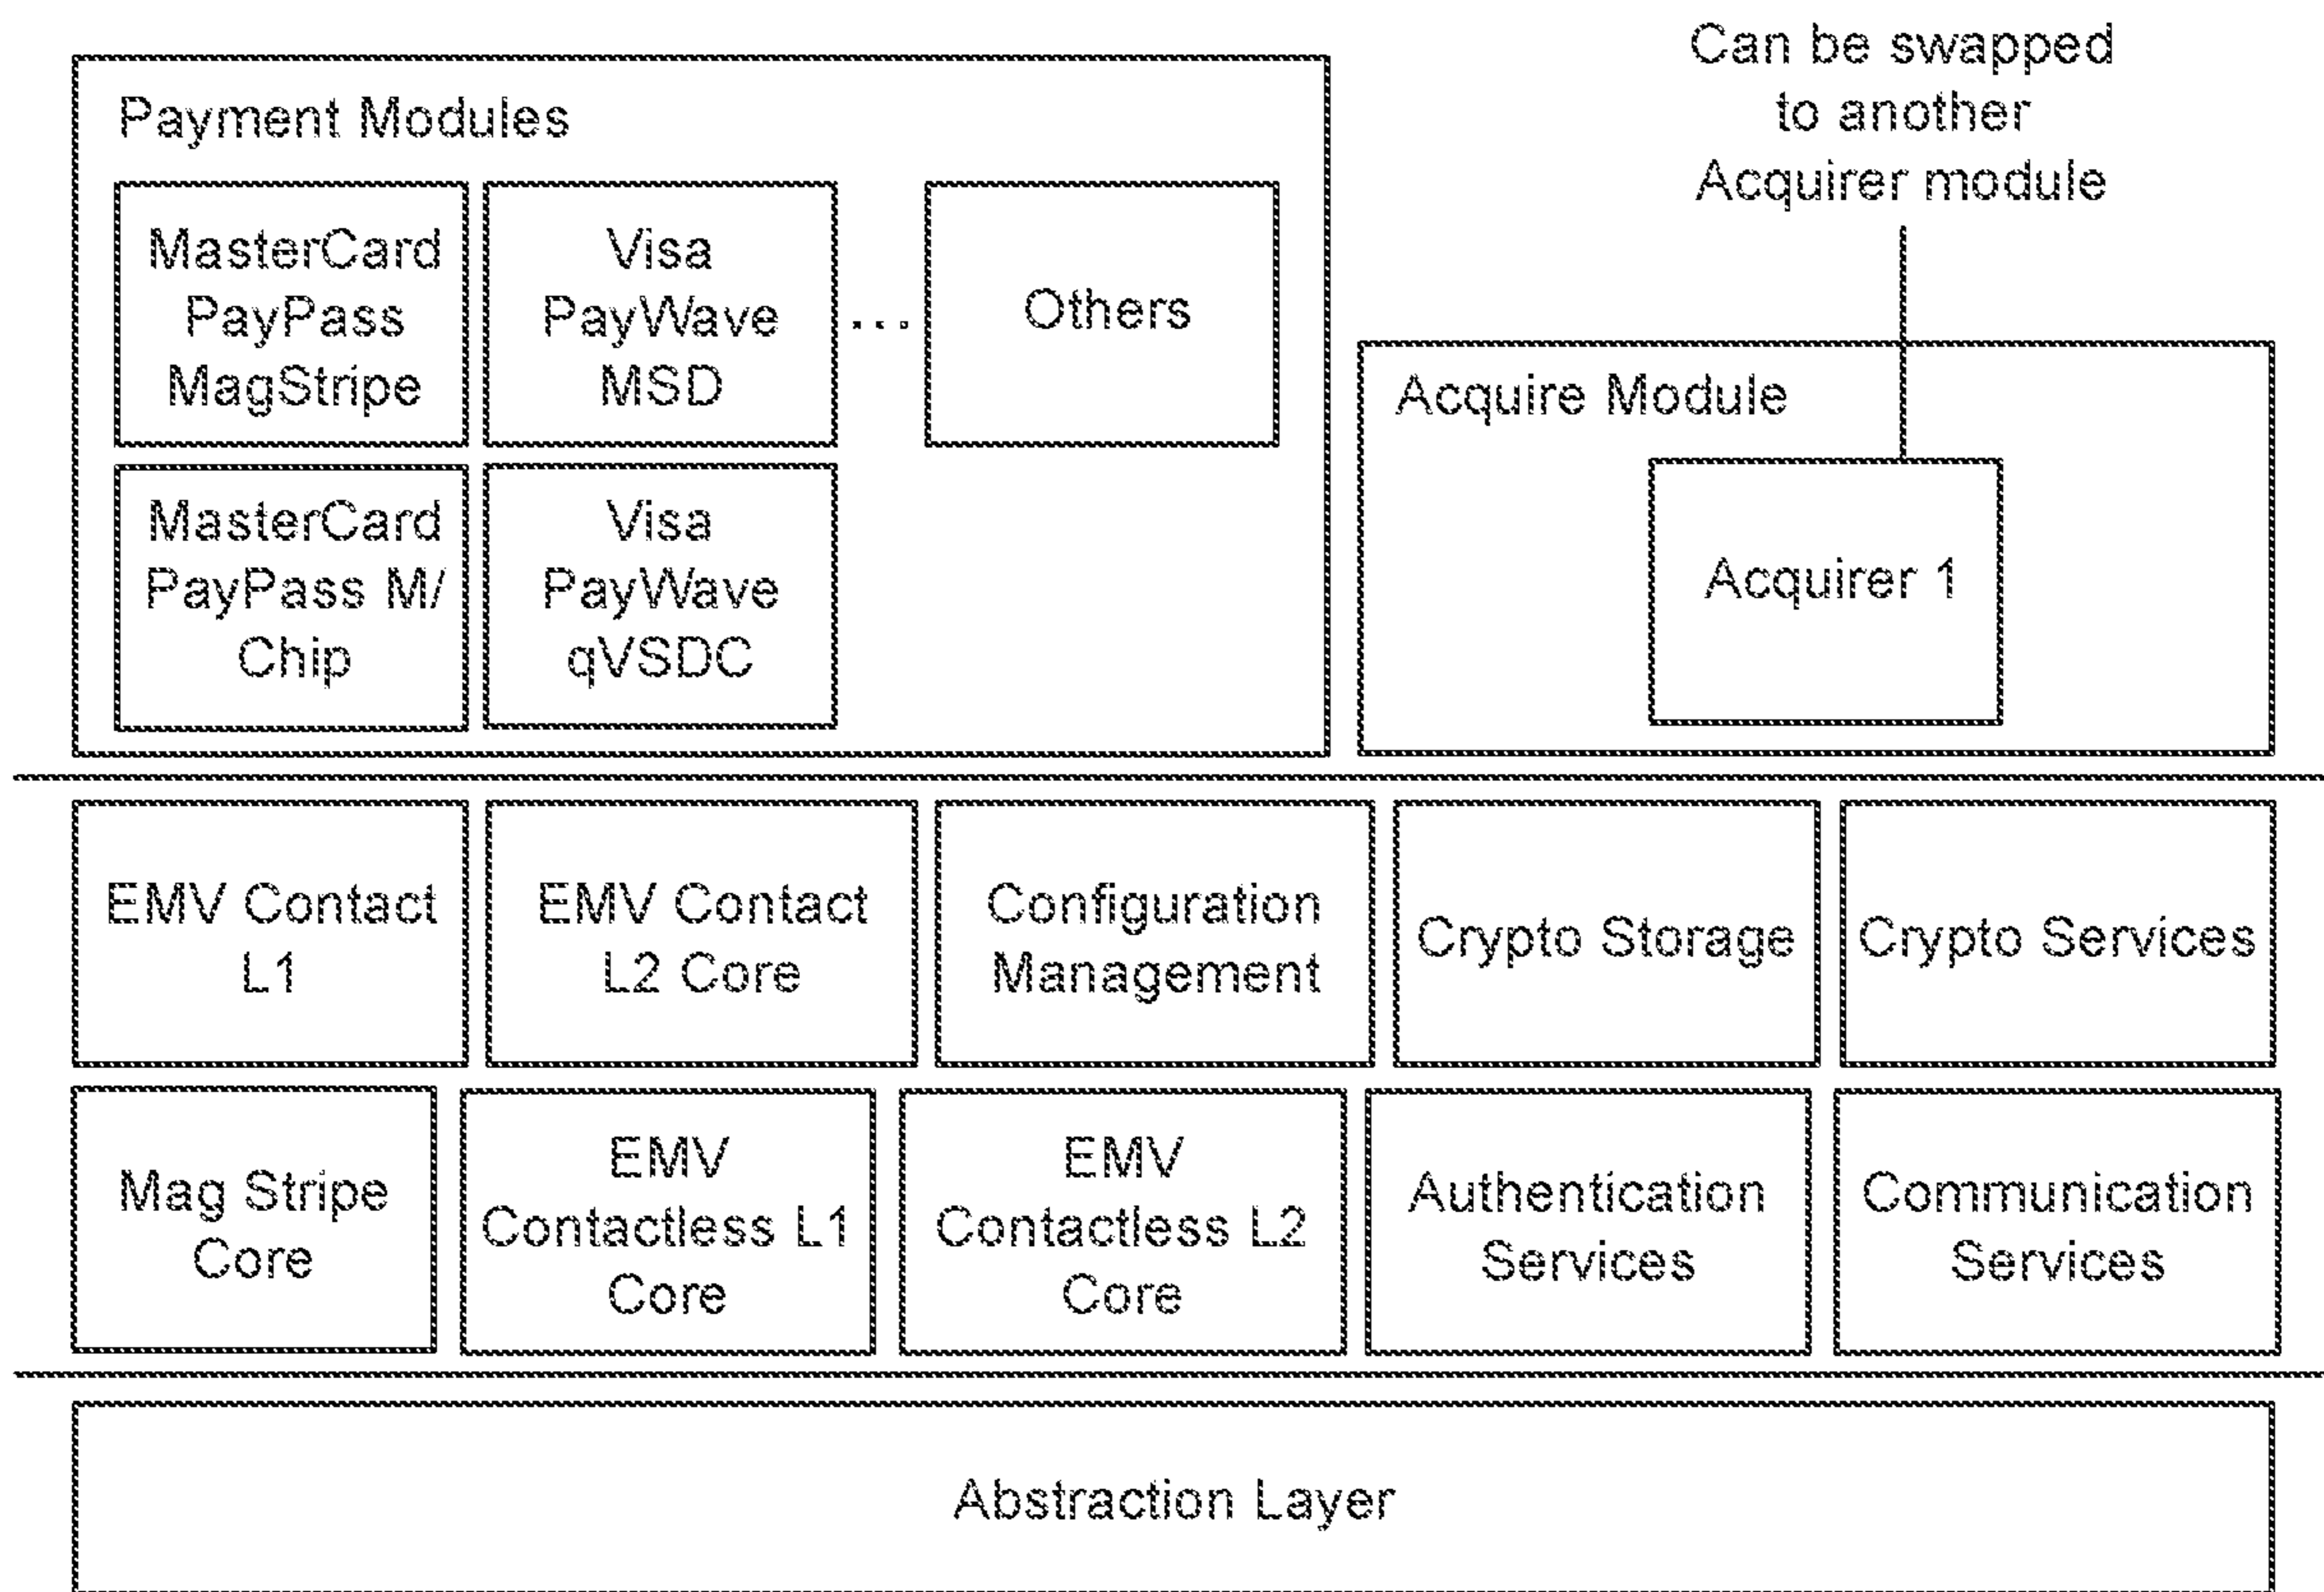 Can be swapped
to another
Acquirer module
Payment Modules
MasterCard
PayPass
MagStripe
Visa
PayWave
MSD
...
Others
MasterCard
PayPass M/
Chip
Visa
PayWave
qVSDC
Acquire Module
Acquirer 1
EMV Contact
L1
EMV Contact
L2 Core
Configuration
Management
Crypto Storage
Crypto Services
Mag Stripe
Core
EMV
Contactless L1
Core
EMV
Contactless L2
Core
Authentication
Services
Communication
Services
Abstraction Layer